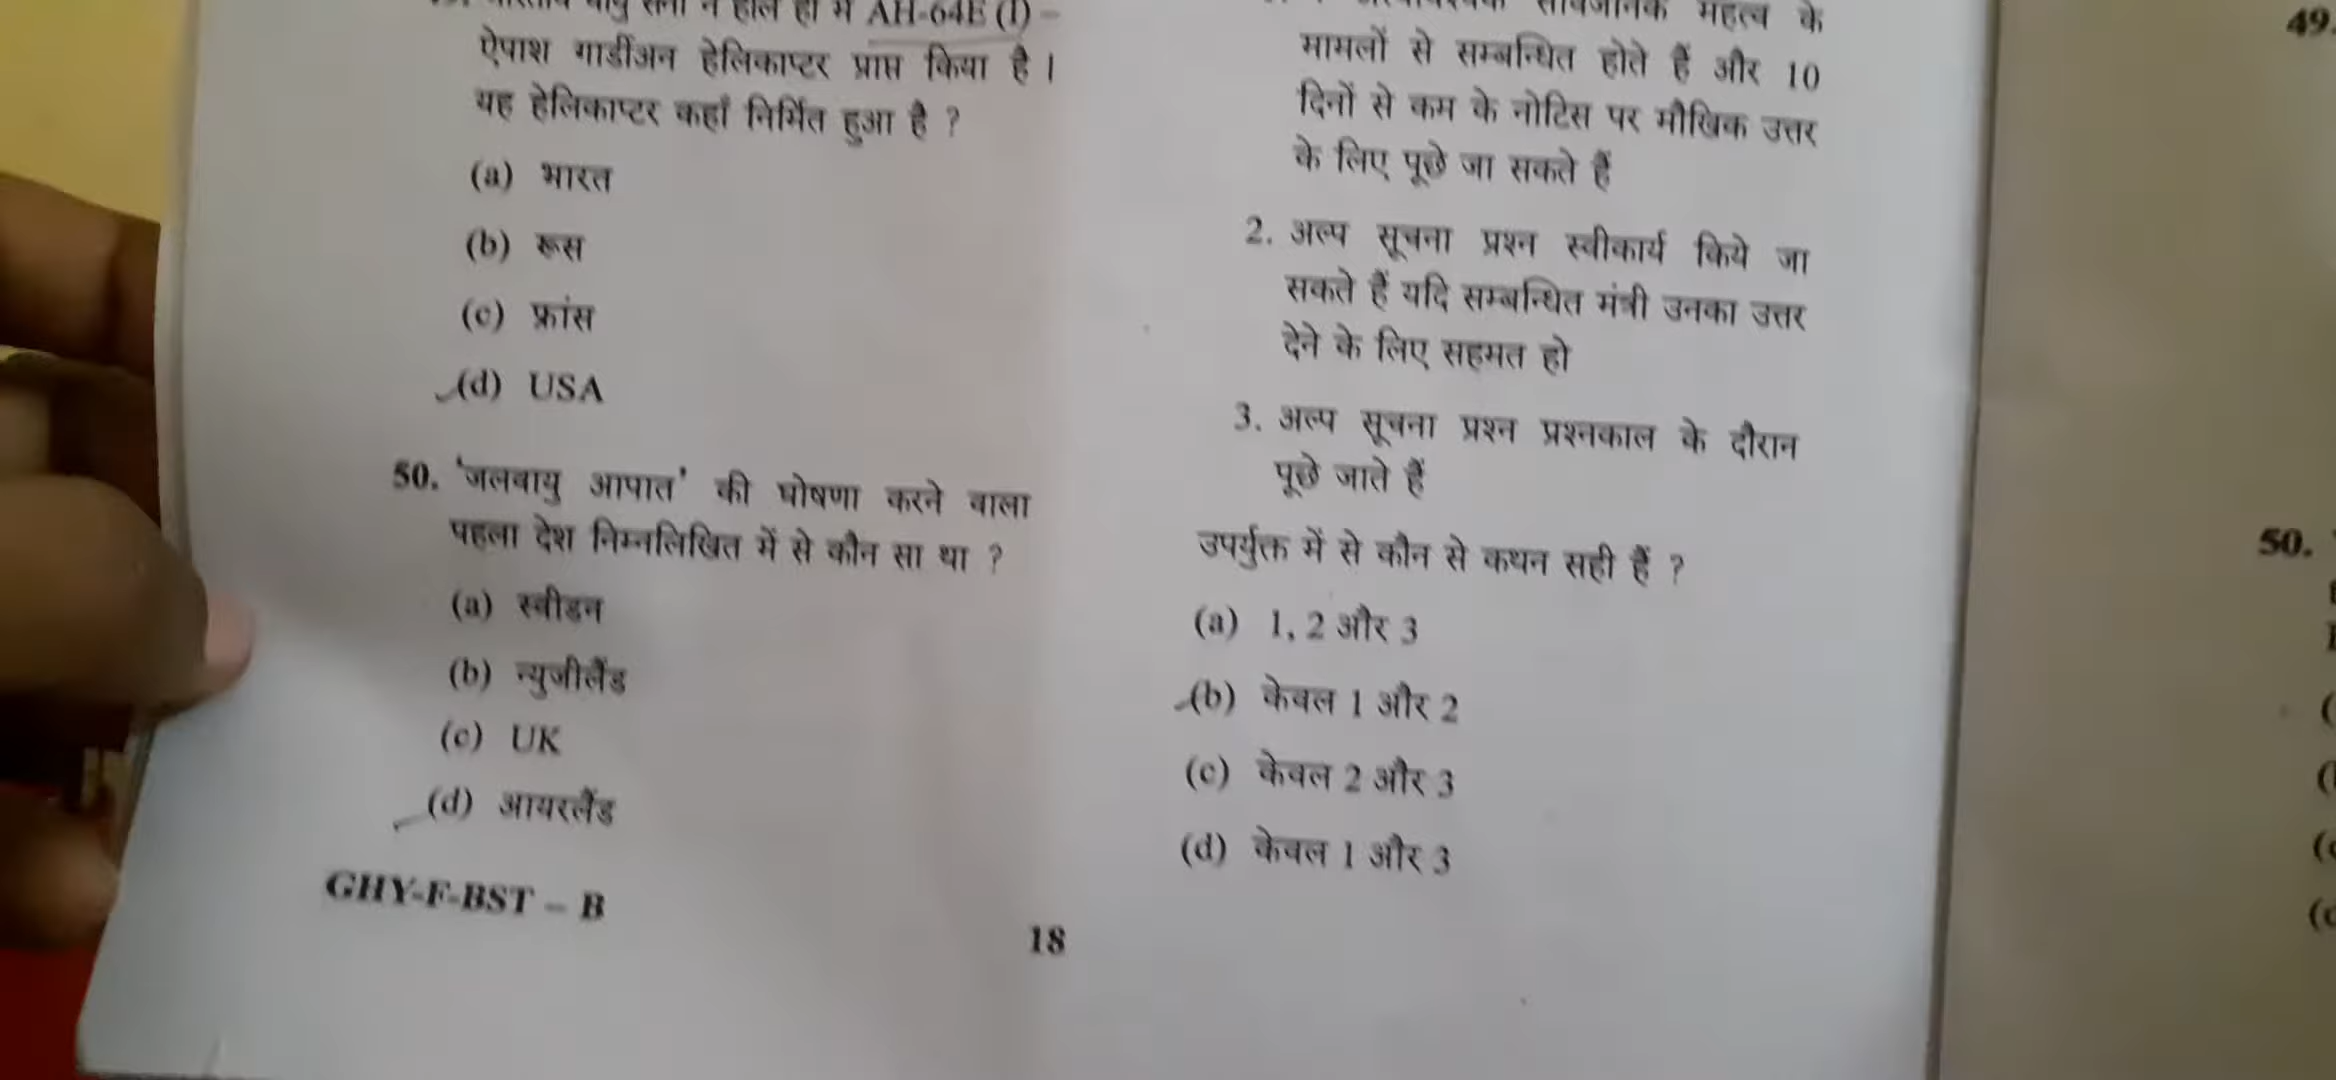 AH-64E (I) –
ऐपाश गार्डीअन हेलिकाप्टर प्राप्त किया है ।
यह हेलिकाप्टर कहाँ निर्मित हुआ है ?
(a) भारत
(b) रूस
(c) फ्रांस
(d) USA
50. 'जलवायु आपात' की घोषणा करने वाला
पहला देश निम्नलिखित में से कौन सा था ?
(a) स्वीडन
(b) न्युजीलैंड
(c) UK
(d) आयरलैंड
GHY-F-BST – B
18
महत्व के
मामलों से सम्बन्धित होते हैं और 10
दिनों से कम के नोटिस पर मौखिक उत्तर
के लिए पूछे जा सकते हैं
2. अल्प सूचना प्रश्न स्वीकार्य किये जा
सकते हैं यदि सम्बन्धित मंत्री उनका उत्तर
देने के लिए सहमत हो
3. अल्प सूचना प्रश्न प्रश्नकाल के दौरान
पूछे जाते हैं
उपर्युक्त में से कौन से कथन सही हैं ?
(a) 1, 2 और 3
(b) केवल 1 और 2
(c) केवल 2 और 3
(d) केवल 1 और 3
49.
50.